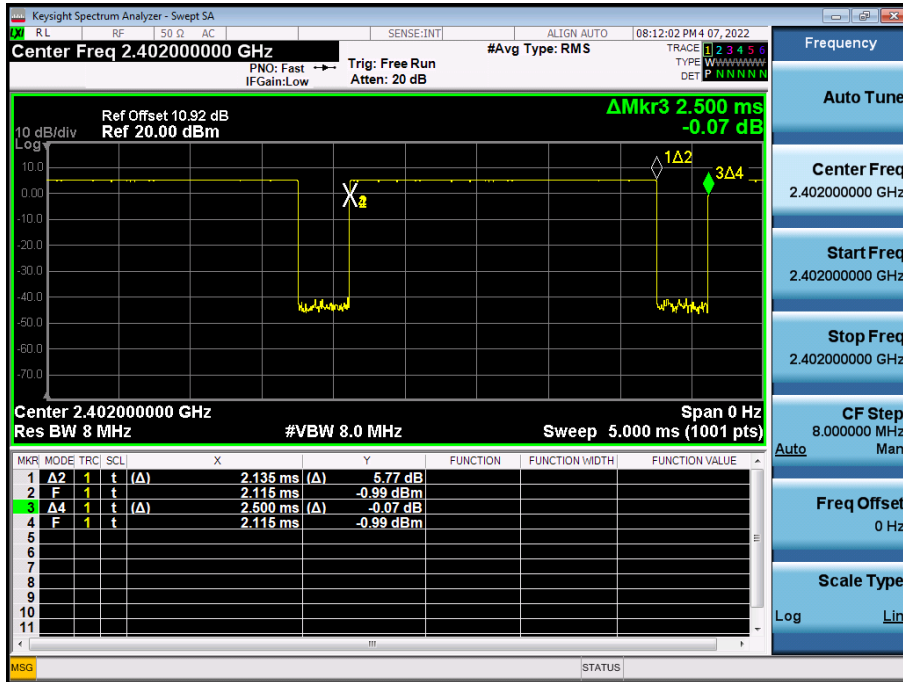 Keysight Spectrum Analyzer - Swept SA
LXI RL RF 50 Ω AC SENSE:INT ALIGN AUTO 08:12:02 PM 4 07, 2022
Center Freq 2.402000000 GHz #Avg Type: RMS TRACE 1 2 3 4 5 6
PNO: Fast Trig: Free Run TYPE WWWWWW
IFGain:Low Atten: 20 dB DET P N N N N N
Frequency
Auto Tune
Center Freq
2.402000000 GHz
Start Freq
2.402000000 GHz
Stop Freq
2.402000000 GHz
CF Step
8.000000 MHz
Auto Man
Freq Offset
0 Hz
Scale Type
Log Lin
ΔMkr3 2.500 ms
-0.07 dB
Ref Offset 10.92 dB
10 dB/div Ref 20.00 dBm
Log
10.0
0.00
-10.0
-20.0
-30.0
-40.0
-50.0
-60.0
-70.0
1Δ2
3Δ4
Center 2.402000000 GHz Span 0 Hz
Res BW 8 MHz #VBW 8.0 MHz Sweep 5.000 ms (1001 pts)
MKR MODE TRC SCL X Y FUNCTION FUNCTION WIDTH FUNCTION VALUE
1 Δ2 1 t (Δ) 2.135 ms (Δ) 5.77 dB
2 F 1 t 2.115 ms -0.99 dBm
3 Δ4 1 t (Δ) 2.500 ms (Δ) -0.07 dB
4 F 1 t 2.115 ms -0.99 dBm
5
6
7
8
9
10
11
MSG STATUS